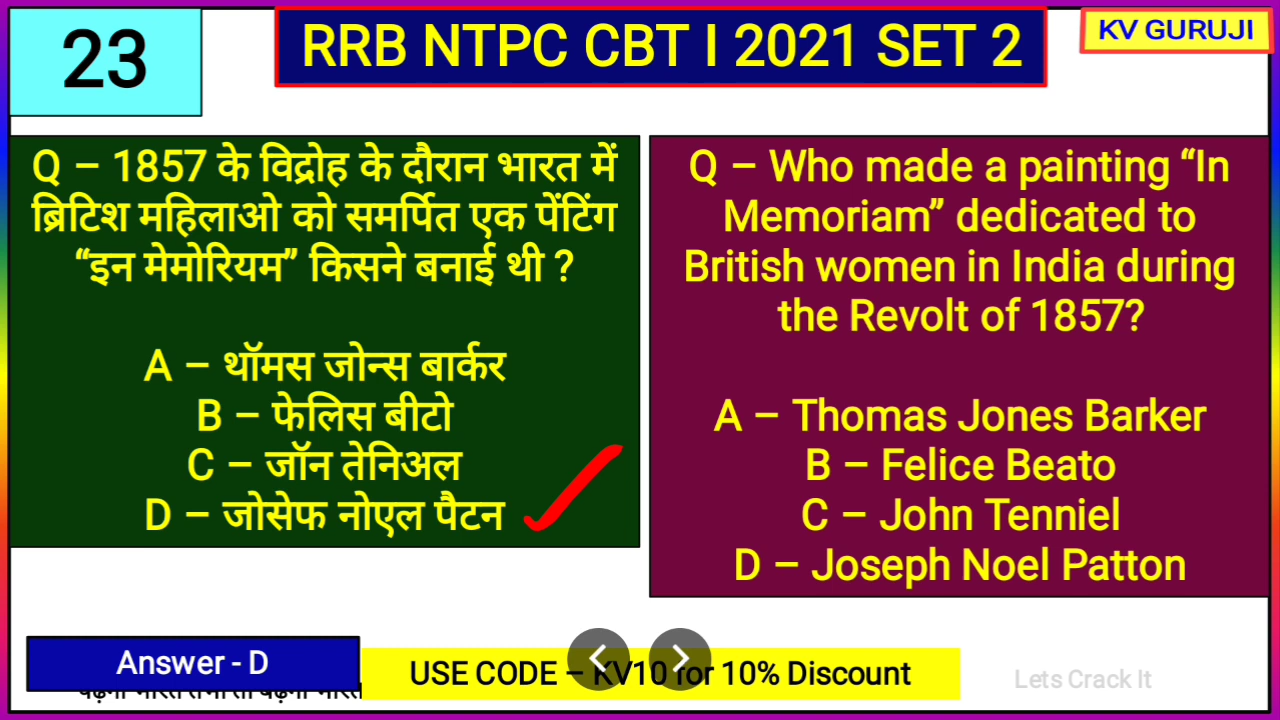 23
RRB NTPC CBT I 2021 SET 2
KV GURUJI
Q – 1857 के विद्रोह के दौरान भारत में
ब्रिटिश महिलाओ को समर्पित एक पेंटिंग
“इन मेमोरियम” किसने बनाई थी ?
A – थॉमस जोन्स बार्कर
B – फेलिस बीटो
C – जॉन तेनिअल
D – जोसेफ नोएल पैटन
Q – Who made a painting “In
Memoriam” dedicated to
British women in India during
the Revolt of 1857?
A – Thomas Jones Barker
B – Felice Beato
C – John Tenniel
D – Joseph Noel Patton
Answer - D
USE CODE – KV10 for 10% Discount
Lets Crack It